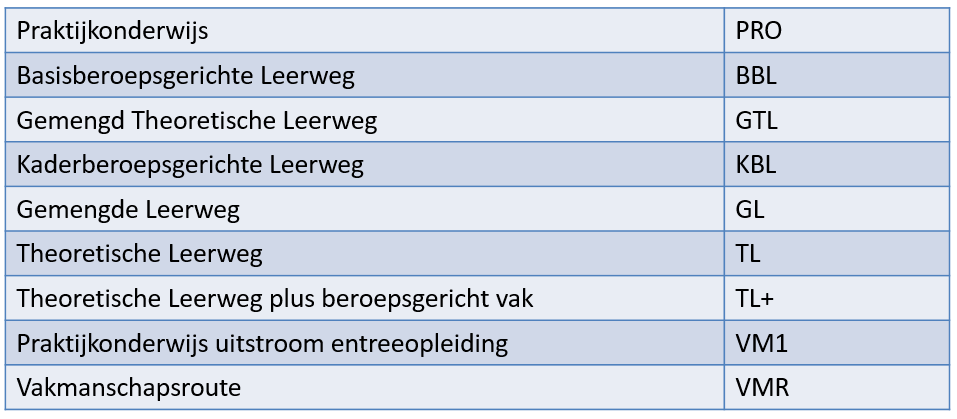 Praktijkonderwijs PRO
Basisberoepsgerichte Leerweg BBL
Gemengd Theoretische Leerweg GTL
Kaderberoepsgerichte Leerweg KBL
Gemengde Leerweg GL
Theoretische Leerweg TL
Theoretische Leerweg plus beroepsgericht vak TL+
Praktijkonderwijs uitstroom entreeopleiding VM1
Vakmanschapsroute VMR